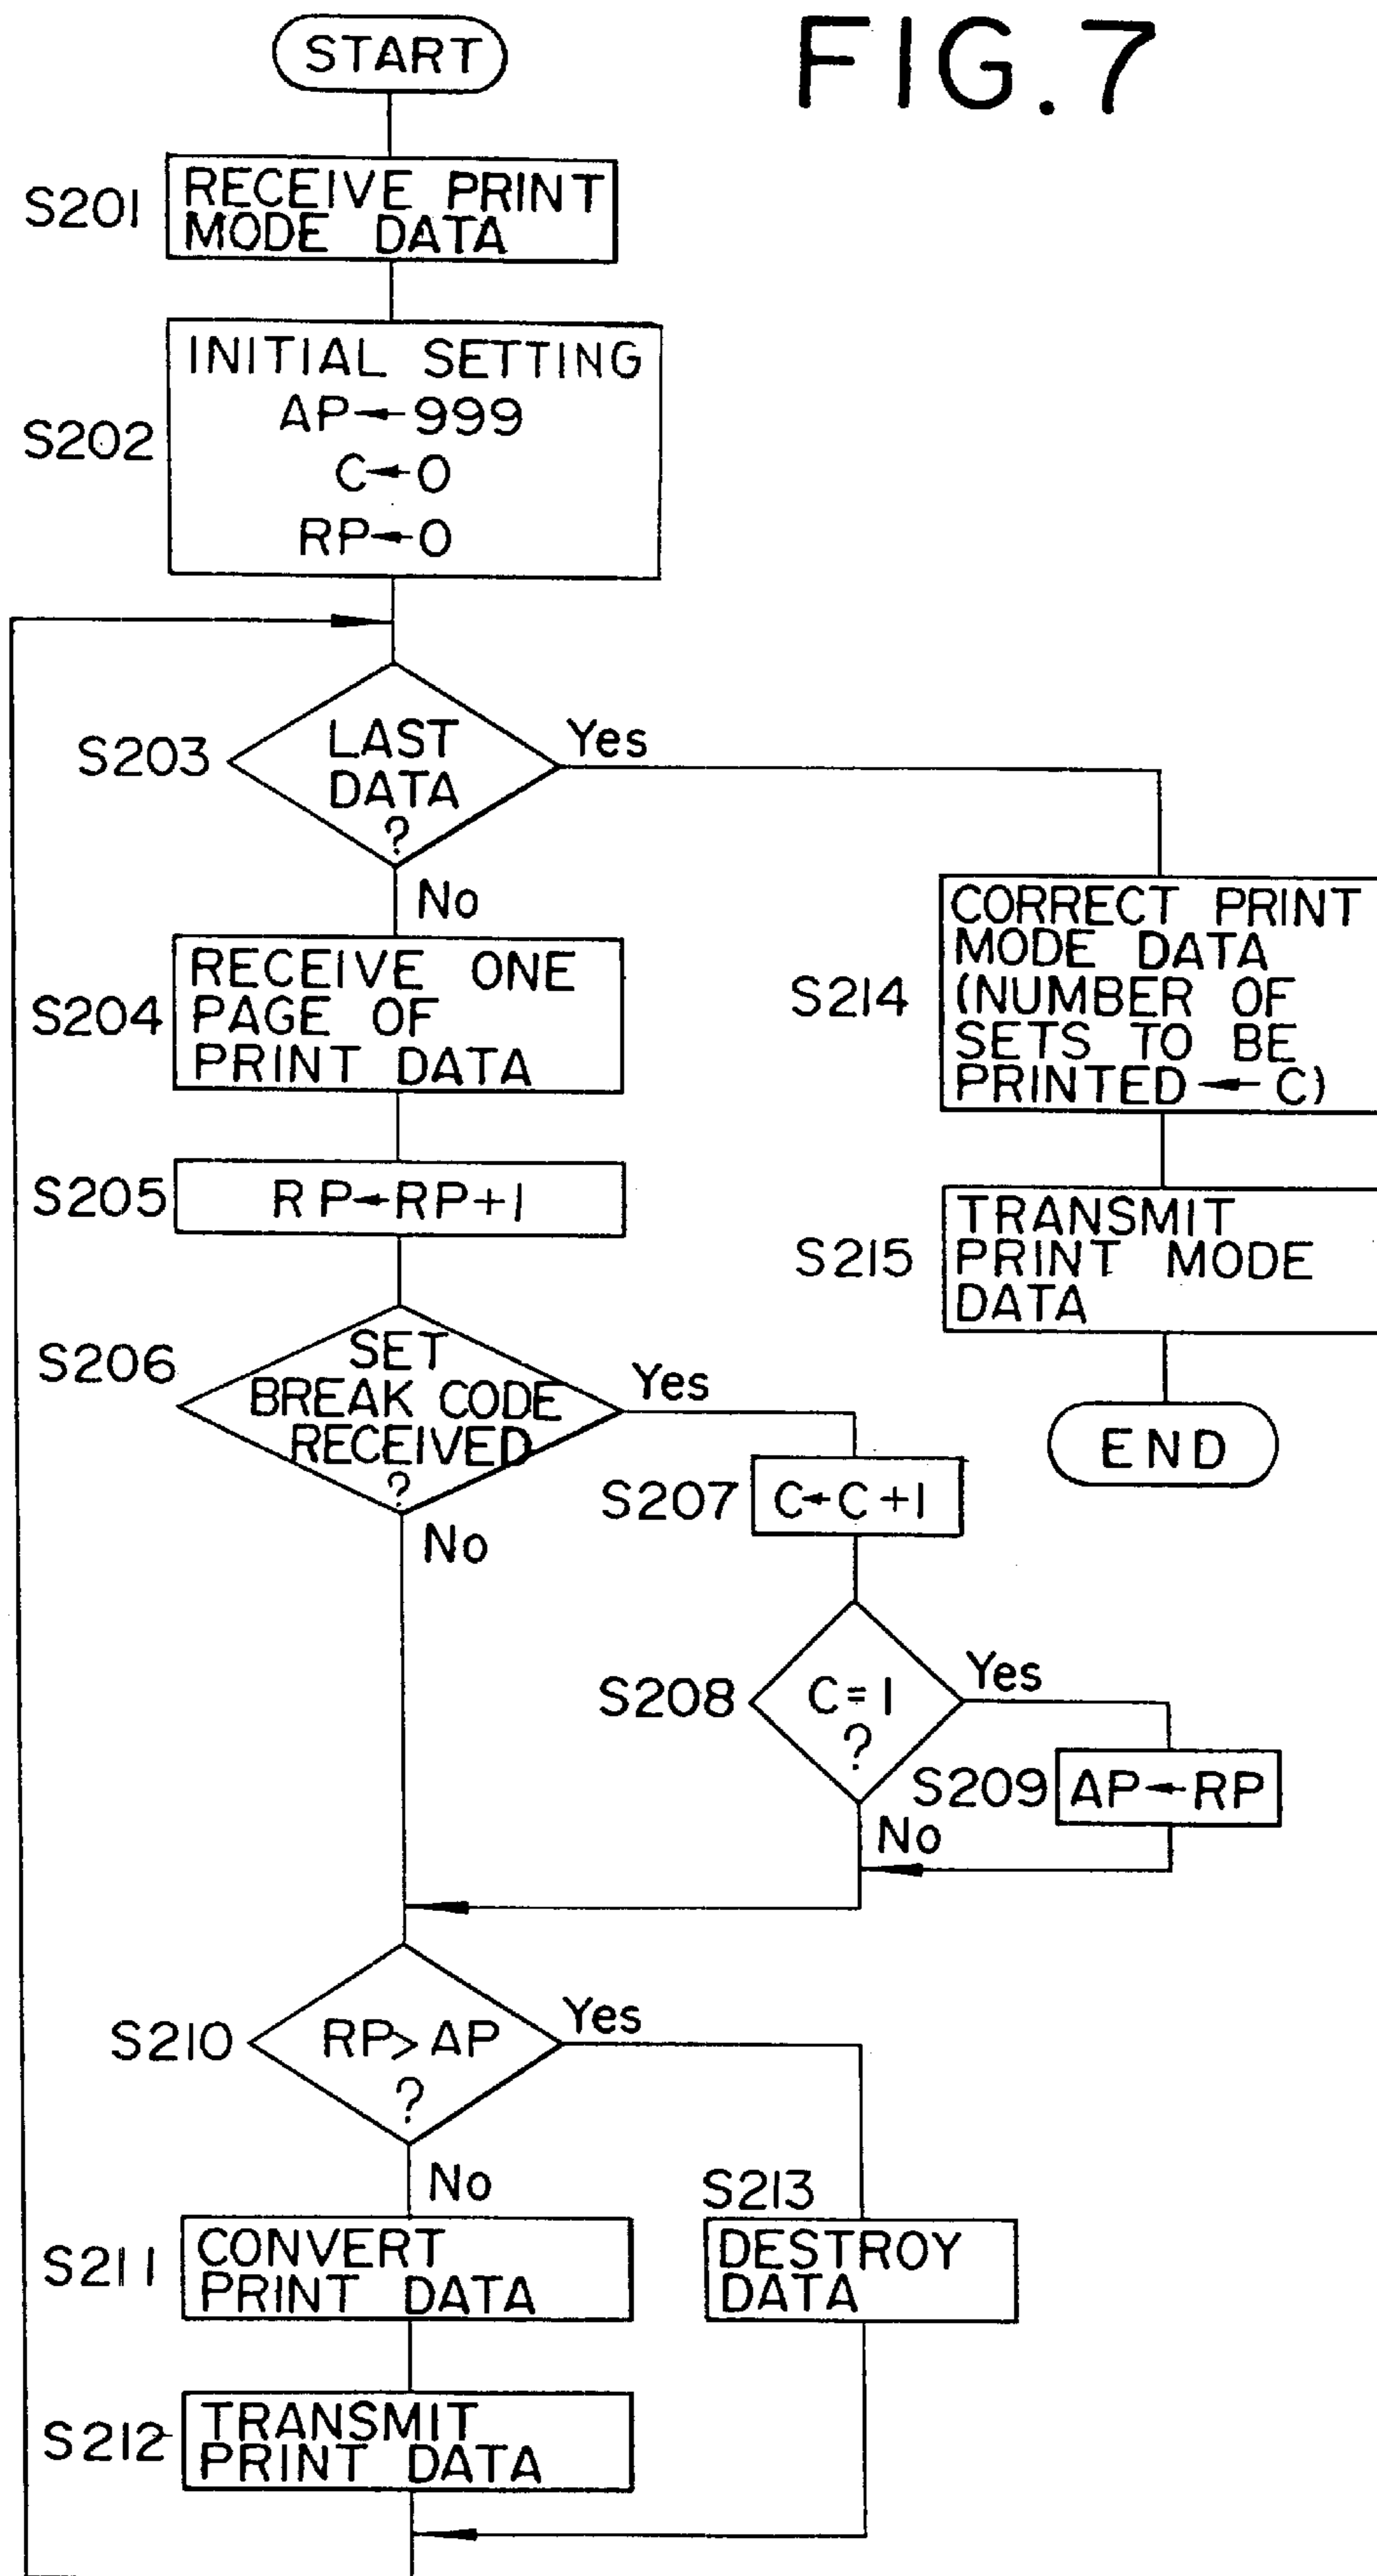 FIG.7
START
S201
RECEIVE PRINT
MODE DATA
S202
INITIAL SETTING
AP←999
C←0
RP←0
S203
LAST
DATA
?
Yes
No
S204
RECEIVE ONE
PAGE OF
PRINT DATA
S205
RP←RP+1
S206
SET
BREAK CODE
RECEIVED
?
Yes
No
S207
C←C+1
S208
C=1
?
Yes
No
S209
AP←RP
S210
RP>AP
?
Yes
No
S211
CONVERT
PRINT DATA
S212
TRANSMIT
PRINT DATA
S213
DESTROY
DATA
S214
CORRECT PRINT
MODE DATA
(NUMBER OF
SETS TO BE
PRINTED←C)
S215
TRANSMIT
PRINT MODE
DATA
END